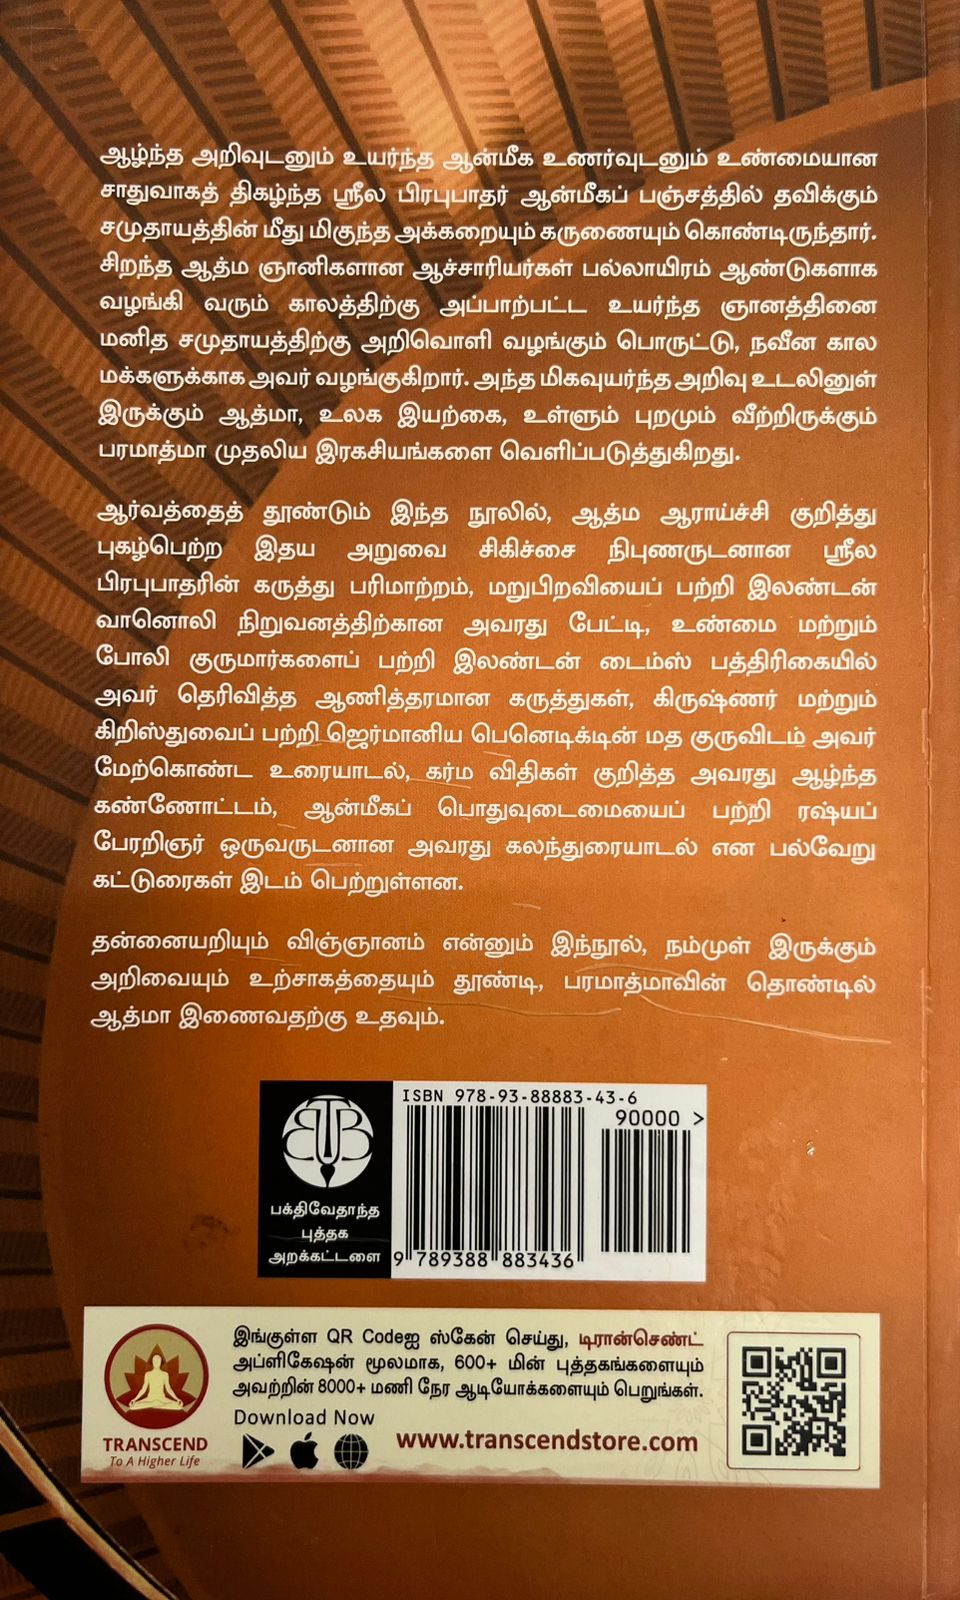 ஆழ்ந்த அறிவுடனும் உயர்ந்த ஆன்மீக உணர்வுடனும் உண்மையான
சாதுவாகத் திகழ்ந்த ஸ்ரீல பிரபுபாதர் ஆன்மீகப் பஞ்சத்தில் தவிக்கும்
சமுதாயத்தின் மீது மிகுந்த அக்கறையும் கருணையும் கொண்டிருந்தார்.
சிறந்த ஆத்ம ஞானிகளான ஆச்சாரியர்கள் பல்லாயிரம் ஆண்டுகளாக
வழங்கி வரும் காலத்திற்கு அப்பாற்பட்ட உயர்ந்த ஞானத்தினை
மனித சமுதாயத்திற்கு அறிவொளி வழங்கும் பொருட்டு, நவீன கால
மக்களுக்காக அவர் வழங்குகிறார். அந்த மிகவுயர்ந்த அறிவு உடலினுள்
இருக்கும் ஆத்மா, உலக இயற்கை, உள்ளும் புறமும் வீற்றிருக்கும்
பரமாத்மா முதலிய இரகசியங்களை வெளிப்படுத்துகிறது.
ஆர்வத்தைத் தூண்டும் இந்த நூலில், ஆத்ம ஆராய்ச்சி குறித்து
புகழ்பெற்ற இதய அறுவை சிகிச்சை நிபுணருடனான ஸ்ரீல
பிரபுபாதரின் கருத்து பரிமாற்றம், மறுபிறவியைப் பற்றி இலண்டன்
வானொலி நிறுவனத்திற்கான அவரது பேட்டி, உண்மை மற்றும்
போலி குருமார்களைப் பற்றி இலண்டன் டைம்ஸ் பத்திரிகையில்
அவர் தெரிவித்த ஆணித்தரமான கருத்துகள், கிருஷ்ணர் மற்றும்
கிறிஸ்துவைப் பற்றி ஜெர்மானிய பெனெடிக்டின் மத குருவிடம் அவர்
மேற்கொண்ட உரையாடல், கர்ம விதிகள் குறித்த அவரது ஆழ்ந்த
கண்ணோட்டம், ஆன்மீகப் பொதுவுடைமையைப் பற்றி ரஷ்யப்
பேரறிஞர் ஒருவருடனான அவரது கலந்துரையாடல் என பல்வேறு
கட்டுரைகள் இடம் பெற்றுள்ளன.
தன்னையறியும் விஞ்ஞானம் என்னும் இந்நூல், நம்முள் இருக்கும்
அறிவையும் உற்சாகத்தையும் தூண்டி, பரமாத்மாவின் தொண்டில்
ஆத்மா இணைவதற்கு உதவும்.
ISBN 978-93-88883-43-6
90000 >
BTB
பக்திவேதாந்த
புத்தக
அறக்கட்டளை
9 789388 883436
இங்குள்ள QR Codeஐ ஸ்கேன் செய்து, டிரான்செண்ட்
அப்ளிகேஷன் மூலமாக, 600+ மின் புத்தகங்களையும்
அவற்றின் 8000+ மணி நேர ஆடியோக்களையும் பெறுங்கள்.
Download Now
www.transcendstore.com
TRANSCEND
To A Higher Life